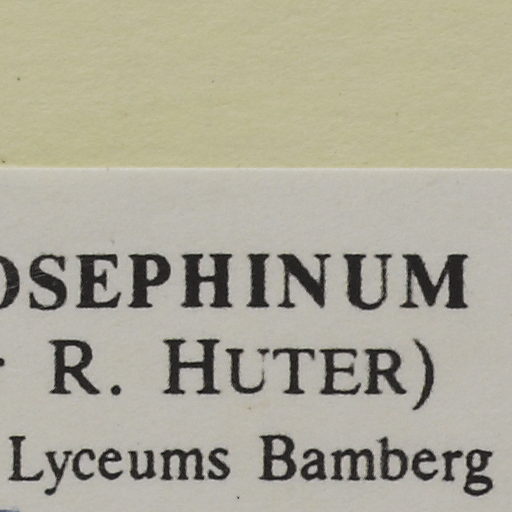 OSEPHINUM
R. HUTER)
Lyceums Bamberg